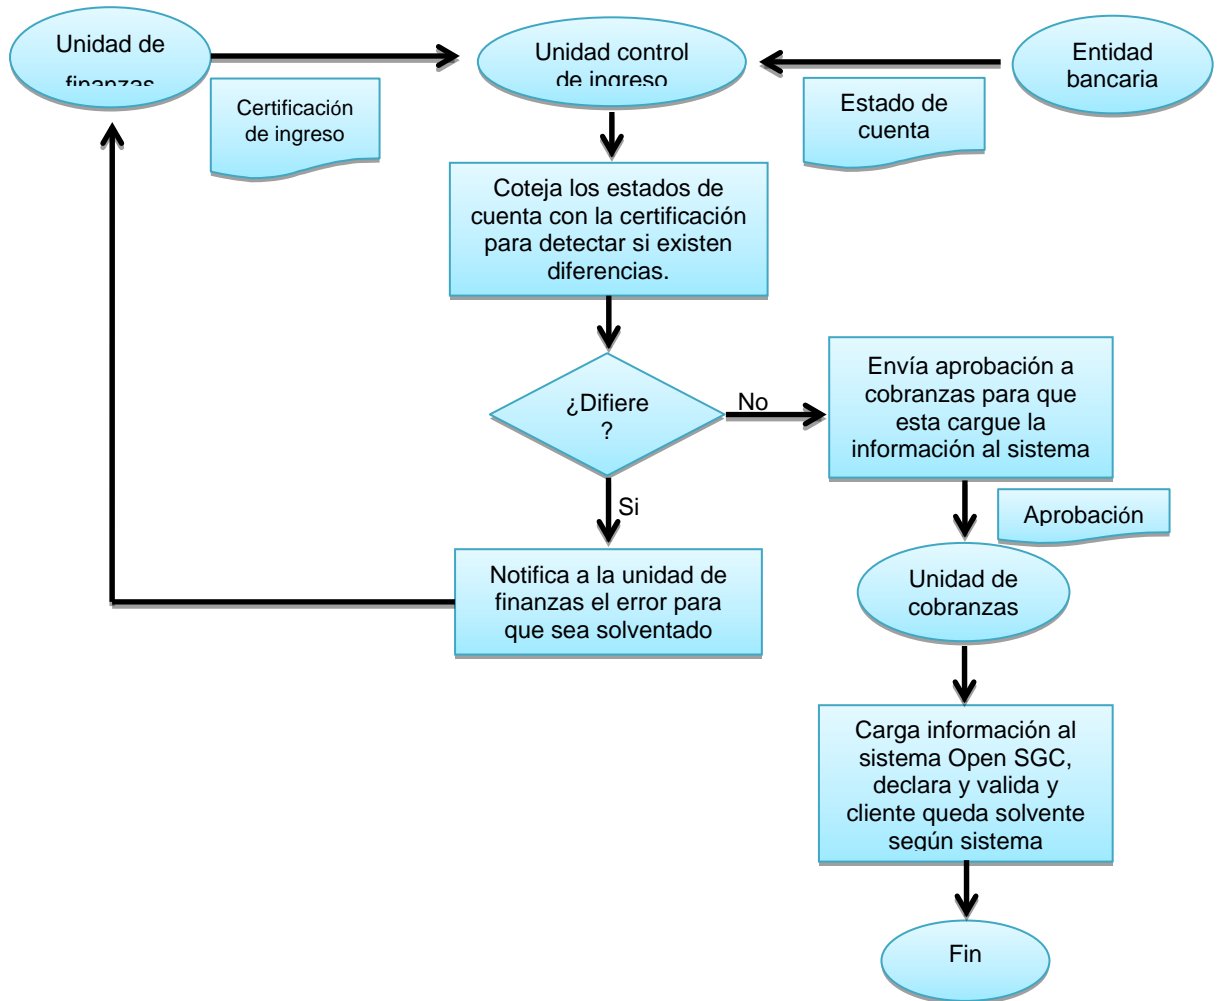 Unidad de
finanzas
Unidad control
de ingreso
Entidad
bancaria
Certificación
de ingreso
Estado de
cuenta
Coteja los estados de
cuenta con la certificación
para detectar si existen
diferencias.
¿Difiere
?
No
Envía aprobación a
cobranzas para que
esta cargue la
información al sistema
Si
Aprobación
Notifica a la unidad de
finanzas el error para
que sea solventado
Unidad de
cobranzas
Carga información al
sistema Open SGC,
declara y valida y
cliente queda solvente
según sistema
Fin